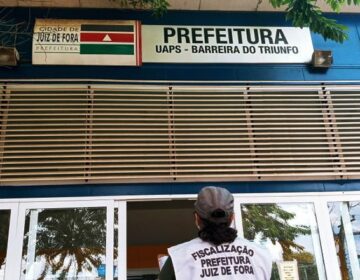 CIDADE DE
JUIZ DE FORA
PREFEITURA
PREFEITURA
UAPS - BARREIRA DO TRIUNFO
FISCALIZAÇÃO
PREFEITURA
JUIZ DE FORA